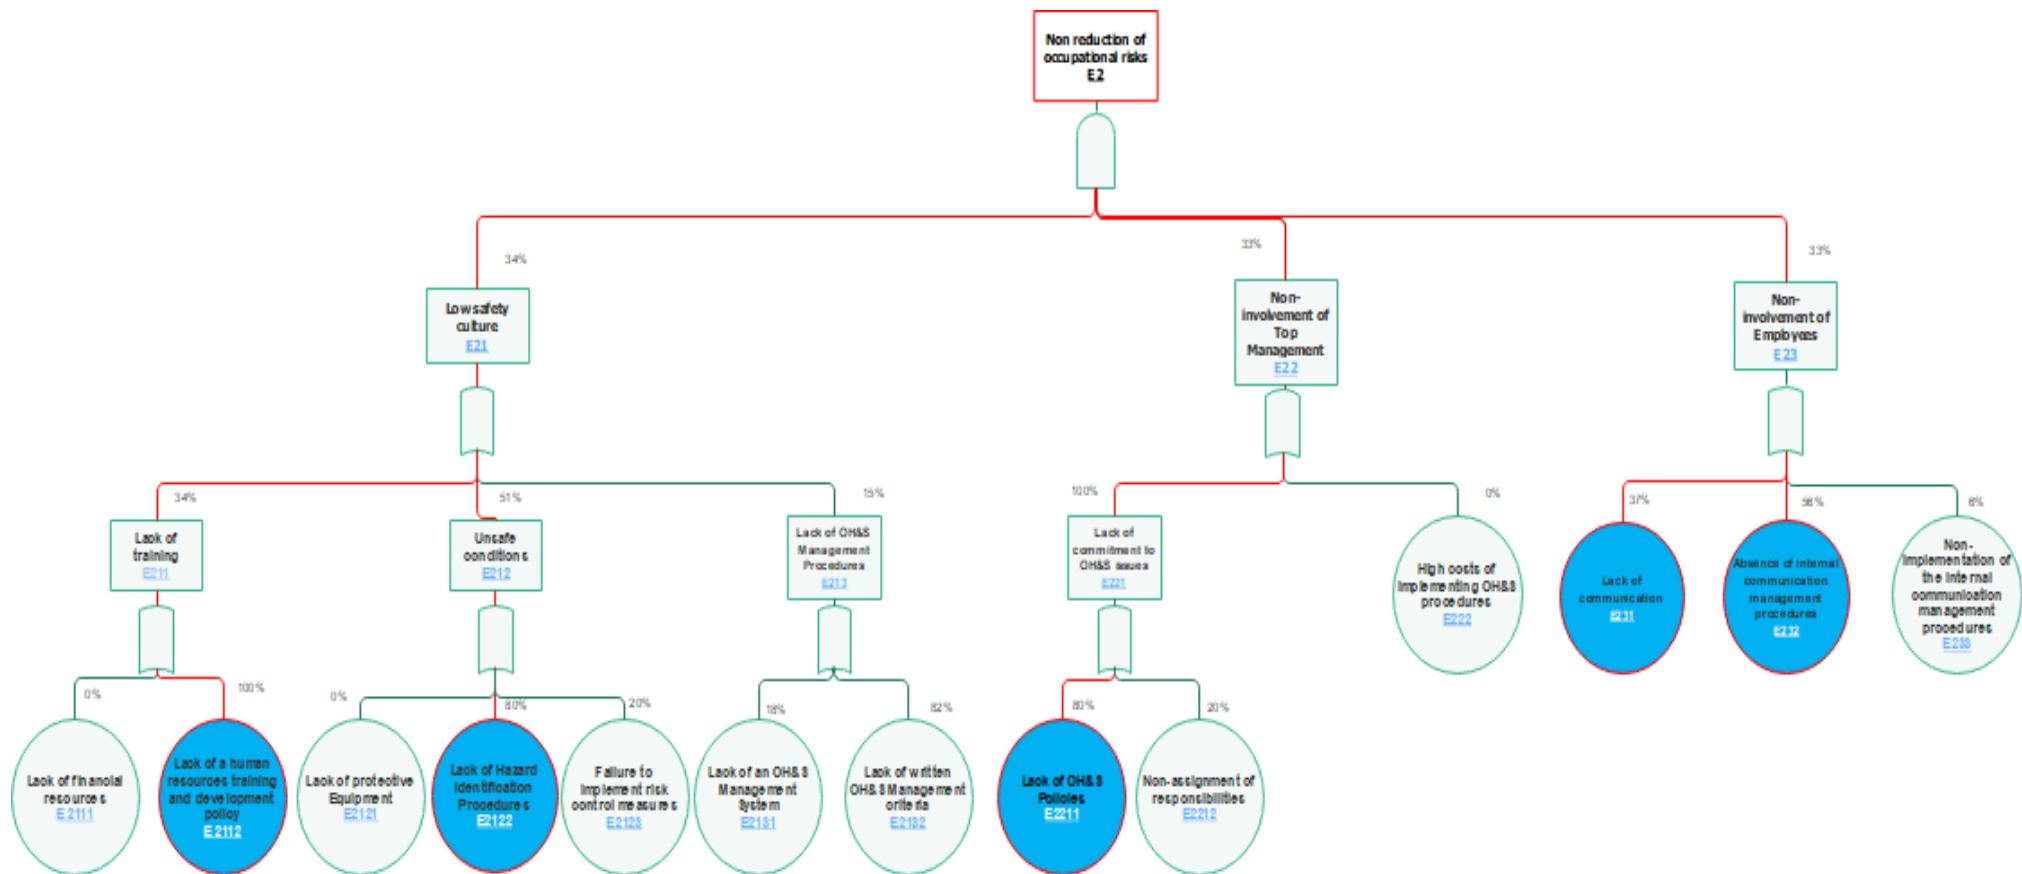 Non reduction of
occupational risks
E2
34%
33%
33%
Low safety
culture
E21
Non-
involvement of
Top
Management
E22
Non-
involvement of
Employees
E23
34%
51%
15%
100%
0%
37%
56%
6%
Lack of
training
E211
Unsafe
conditions
E212
Lack of OH&S
Management
Procedures
E213
Lack of
commitment to
OH&S issues
E221
High costs of
implementing OH&S
procedures
E222
Lack of
communication
E231
Absence of internal
communication
management
procedures
E232
Non-
implementation of
the internal
communication
management
procedures
E233
0%
100%
0%
80%
20%
18%
82%
80%
20%
Lack of financial
resources
E2111
Lack of a human
resources training
and development
policy
E2112
Lack of protective
Equipment
E2121
Lack of Hazard
Identification
Procedures
E2122
Failure to
implement risk
control measures
E2123
Lack of an OH&S
Management
System
E2131
Lack of written
OH&S Management
criteria
E2132
Lack of OH&S
Policies
E2211
Non-assignment of
responsibilities
E2212